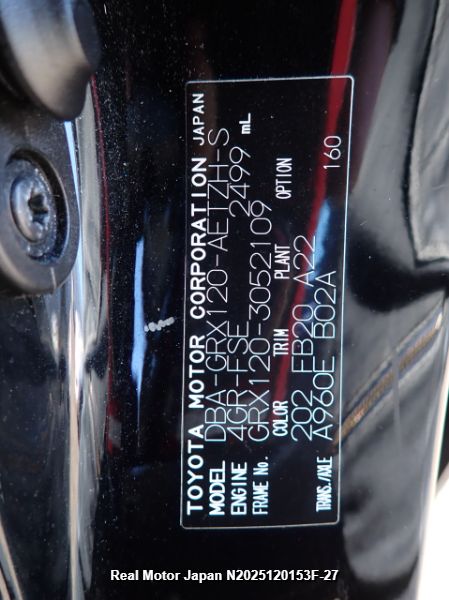 TOYOTA MOTOR CORPORATION JAPAN
MODEL DBA-GRX120-AETZH-S
ENGINE 4GR-FSE 2499 mL
FRAME No. GRX120-3052109
COLOR TRIM PLANT OPTION
202 FB20 A22 160
TRANS./AXLE A960E B02A
Real Motor Japan N2025120153F-27